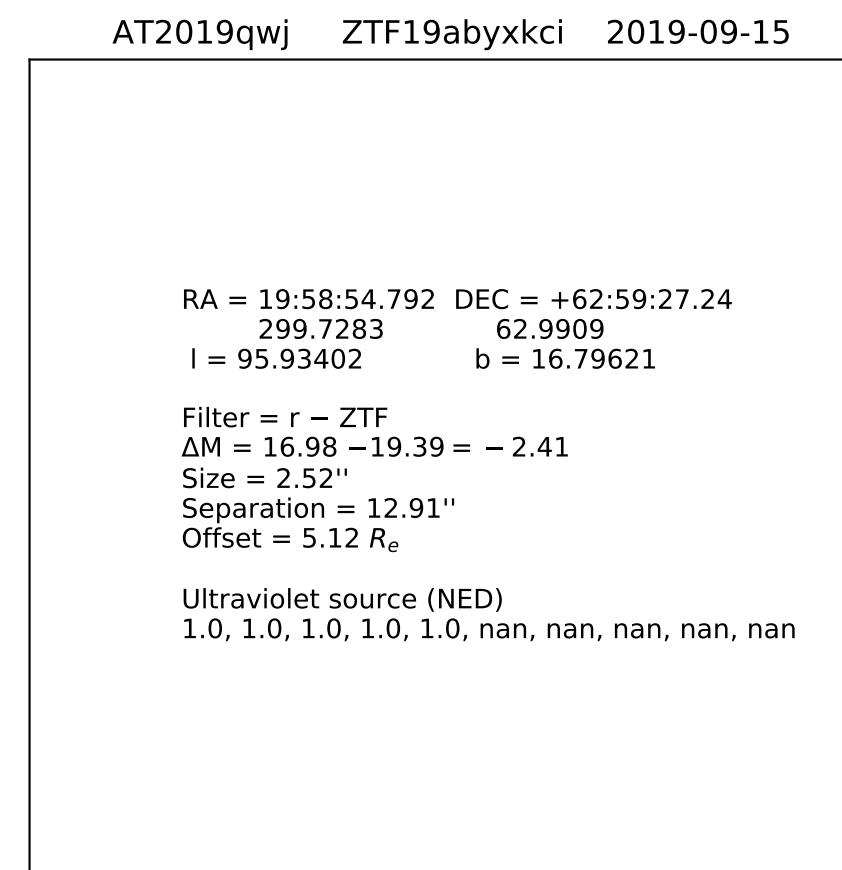 AT2019qwj ZTF19abyxkci 2019-09-15
RA = 19:58:54.792 DEC = +62:59:27.24
299.7283 62.9909
l = 95.93402 b = 16.79621
Filter = r − ZTF
ΔM = 16.98 −19.39 = − 2.41
Size = 2.52''
Separation = 12.91''
Offset = 5.12 Re
Ultraviolet source (NED)
1.0, 1.0, 1.0, 1.0, 1.0, nan, nan, nan, nan, nan